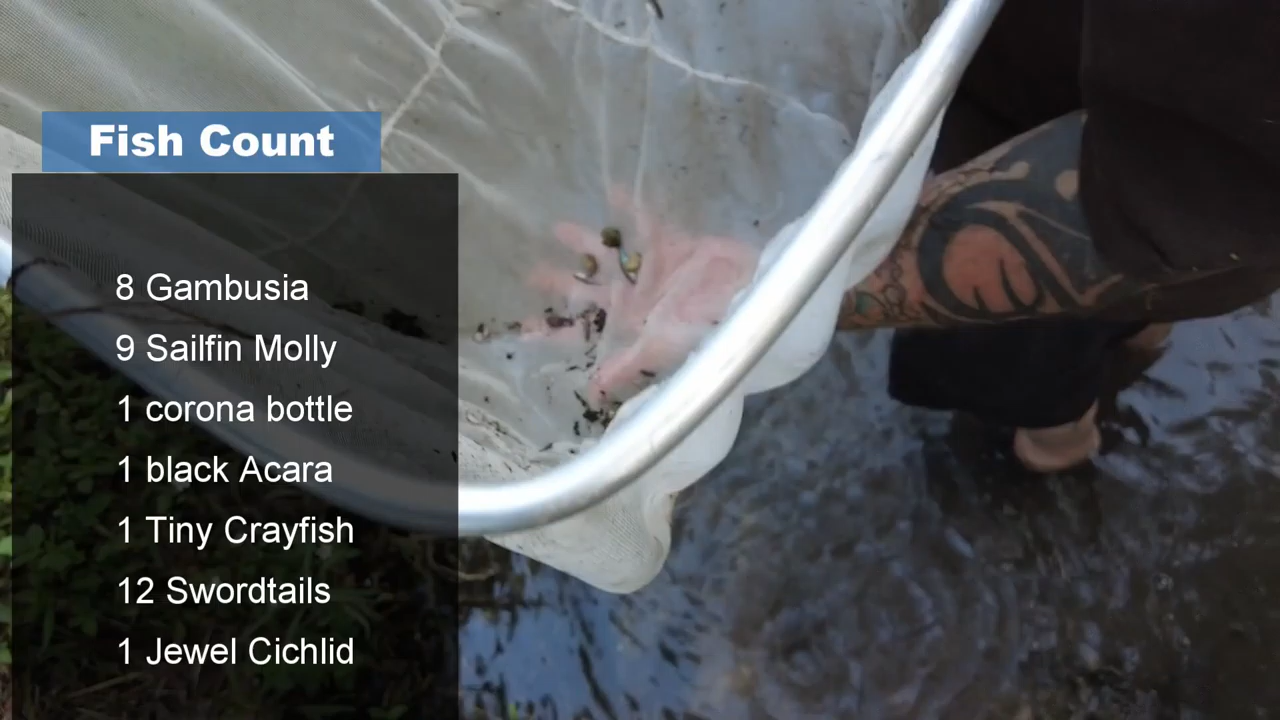 Fish Count
8 Gambusia
9 Sailfin Molly
1 corona bottle
1 black Acara
1 Tiny Crayfish
12 Swordtails
1 Jewel Cichlid